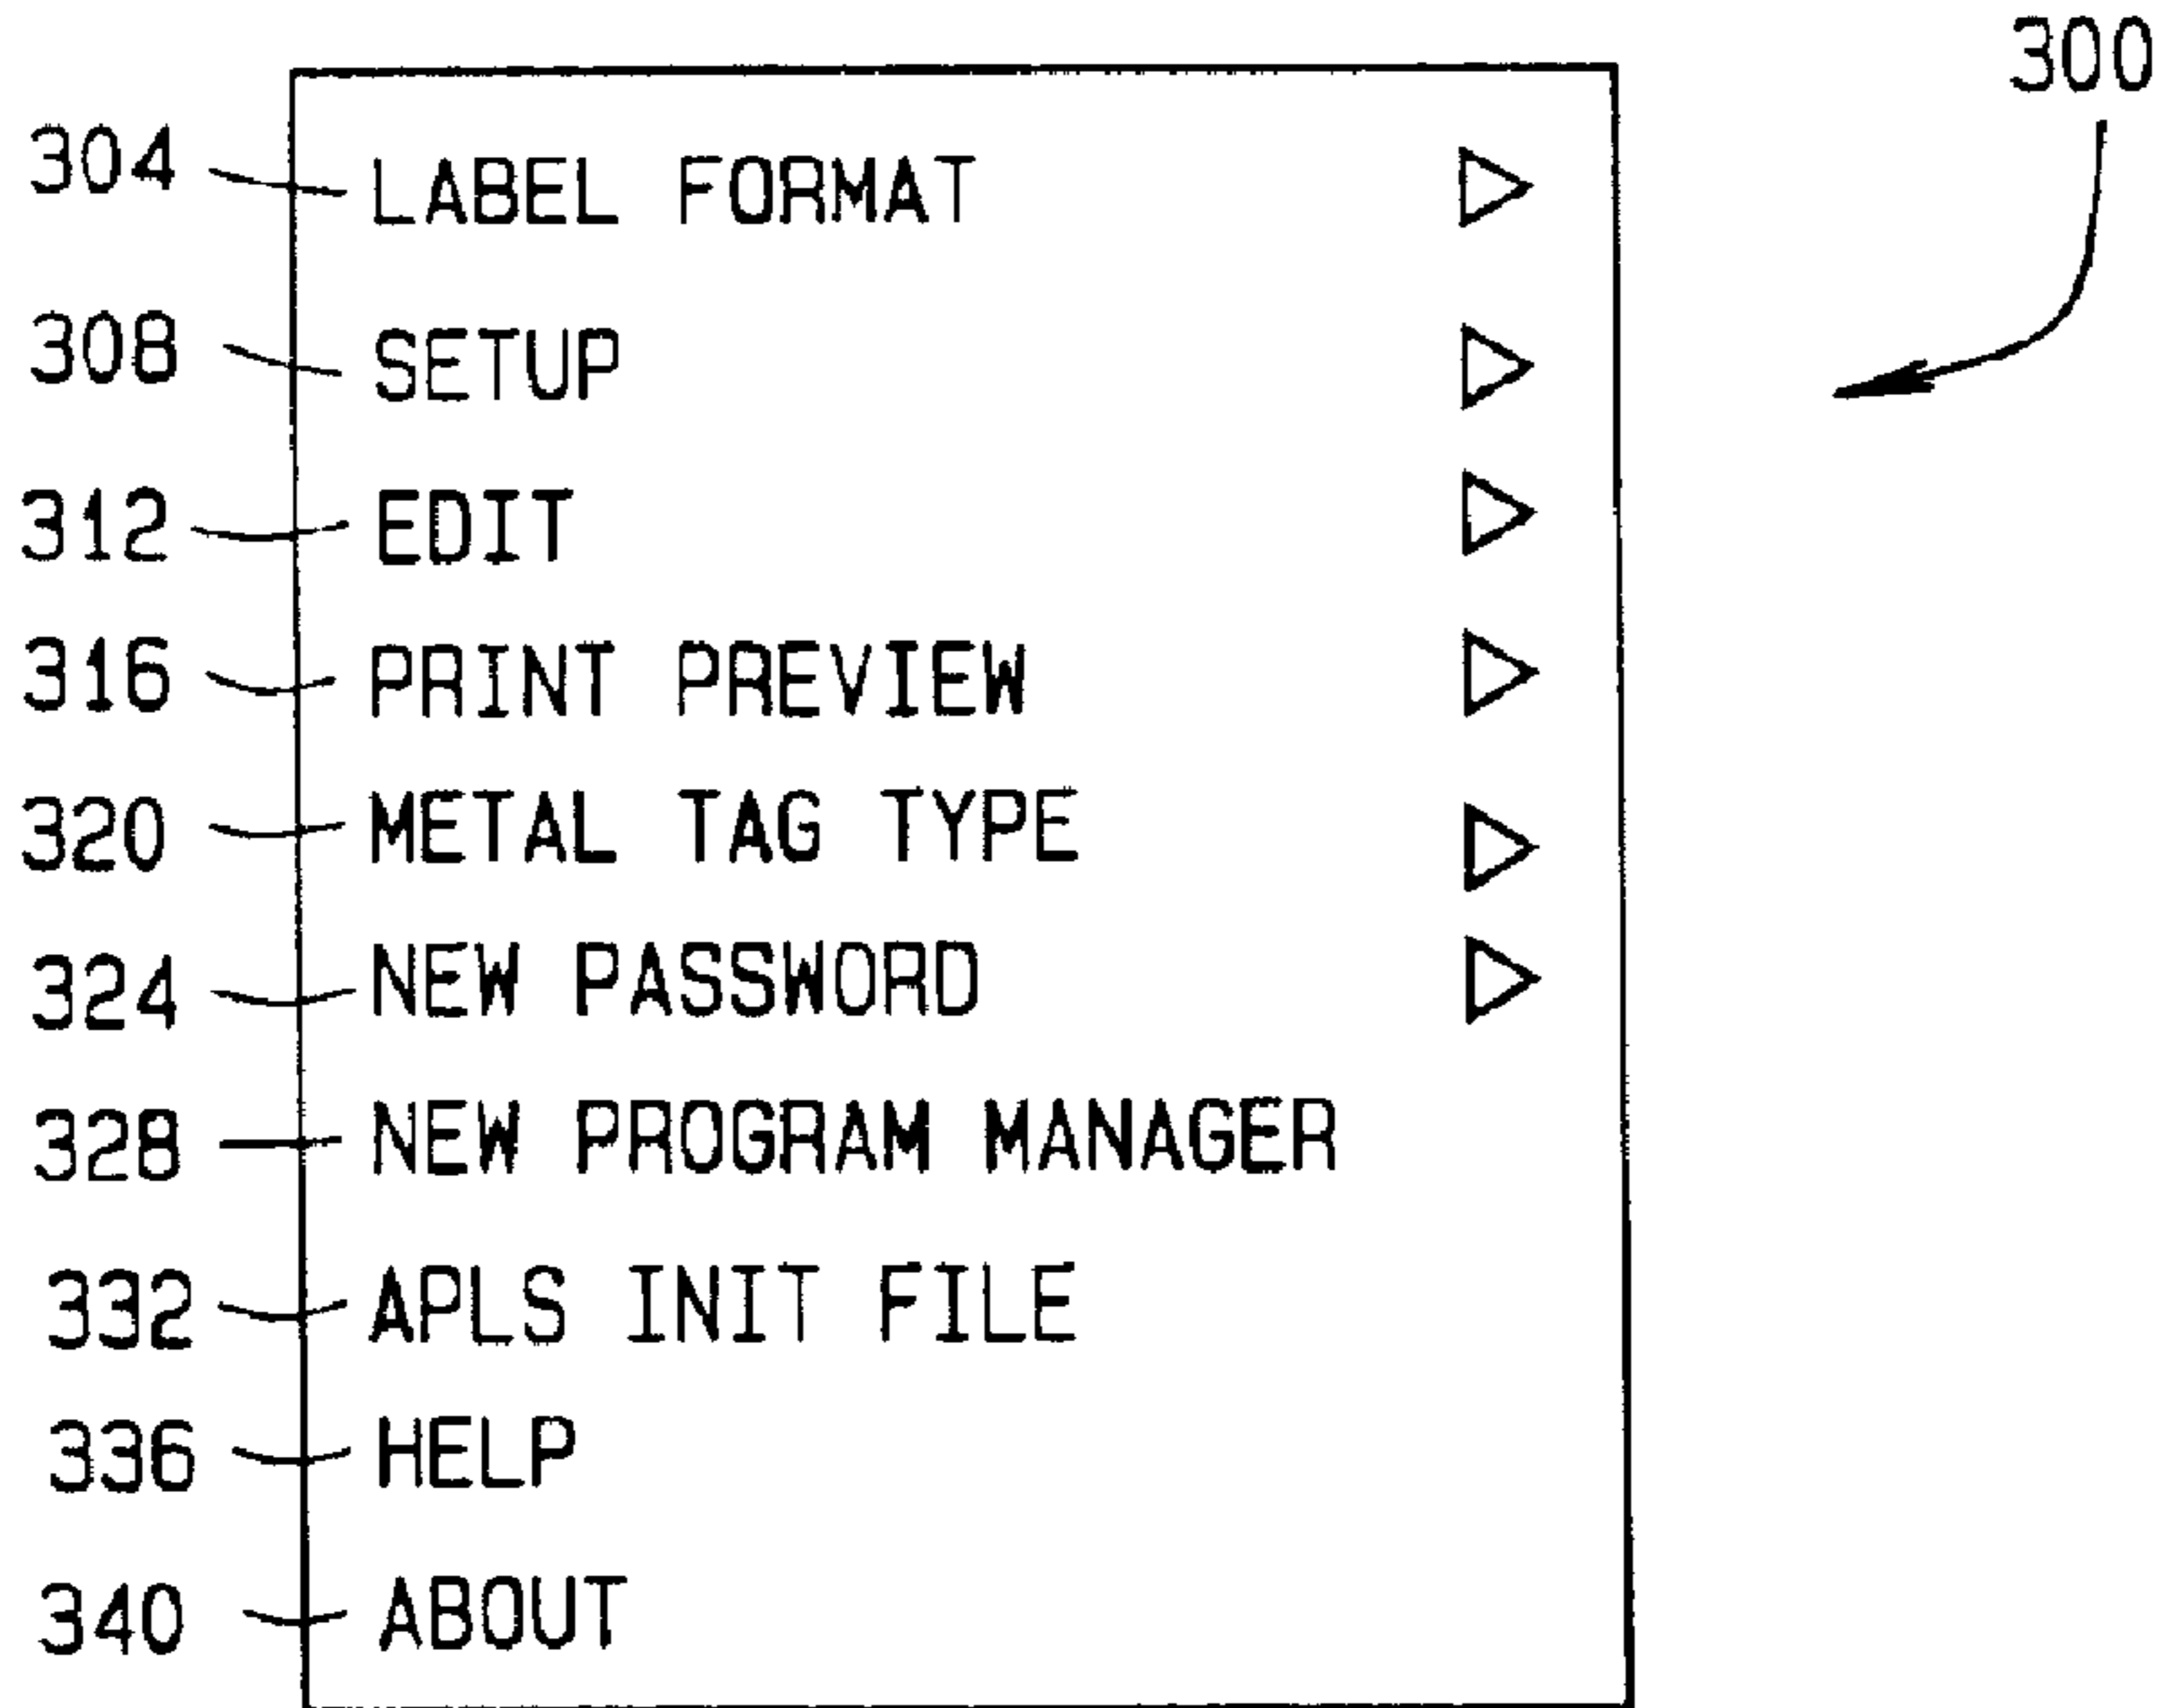 300
304 LABEL FORMAT
308 SETUP
312 EDIT
316 PRINT PREVIEW
320 METAL TAG TYPE
324 NEW PASSWORD
328 NEW PROGRAM MANAGER
332 APLS INIT FILE
336 HELP
340 ABOUT